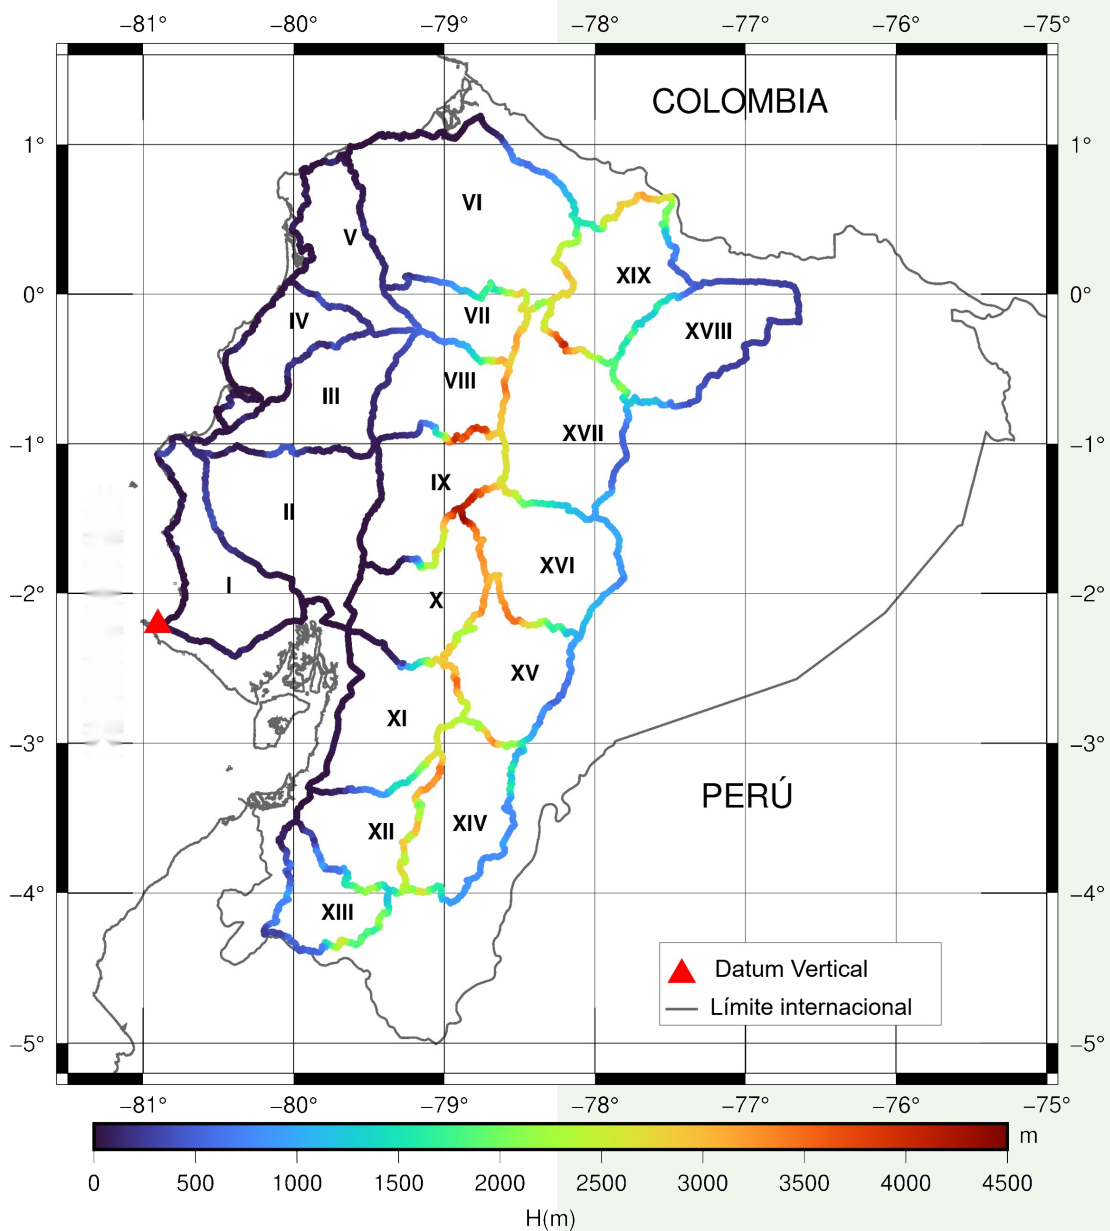 −81° −80° −79° −78° −77° −76° −75°
COLOMBIA
1° 1°
VI
V
XIX
0° 0°
IV VII XVIII
VIII
III
XVII
−1° −1°
IX
II
XVI
I
−2° X −2°
XV
XI
−3° −3°
PERÚ
XII XIV
−4° −4°
XIII
Datum Vertical
Límite internacional
−5° −5°
−81° −80° −79° −78° −77° −76° −75°
m
0 500 1000 1500 2000 2500 3000 3500 4000 4500
H(m)